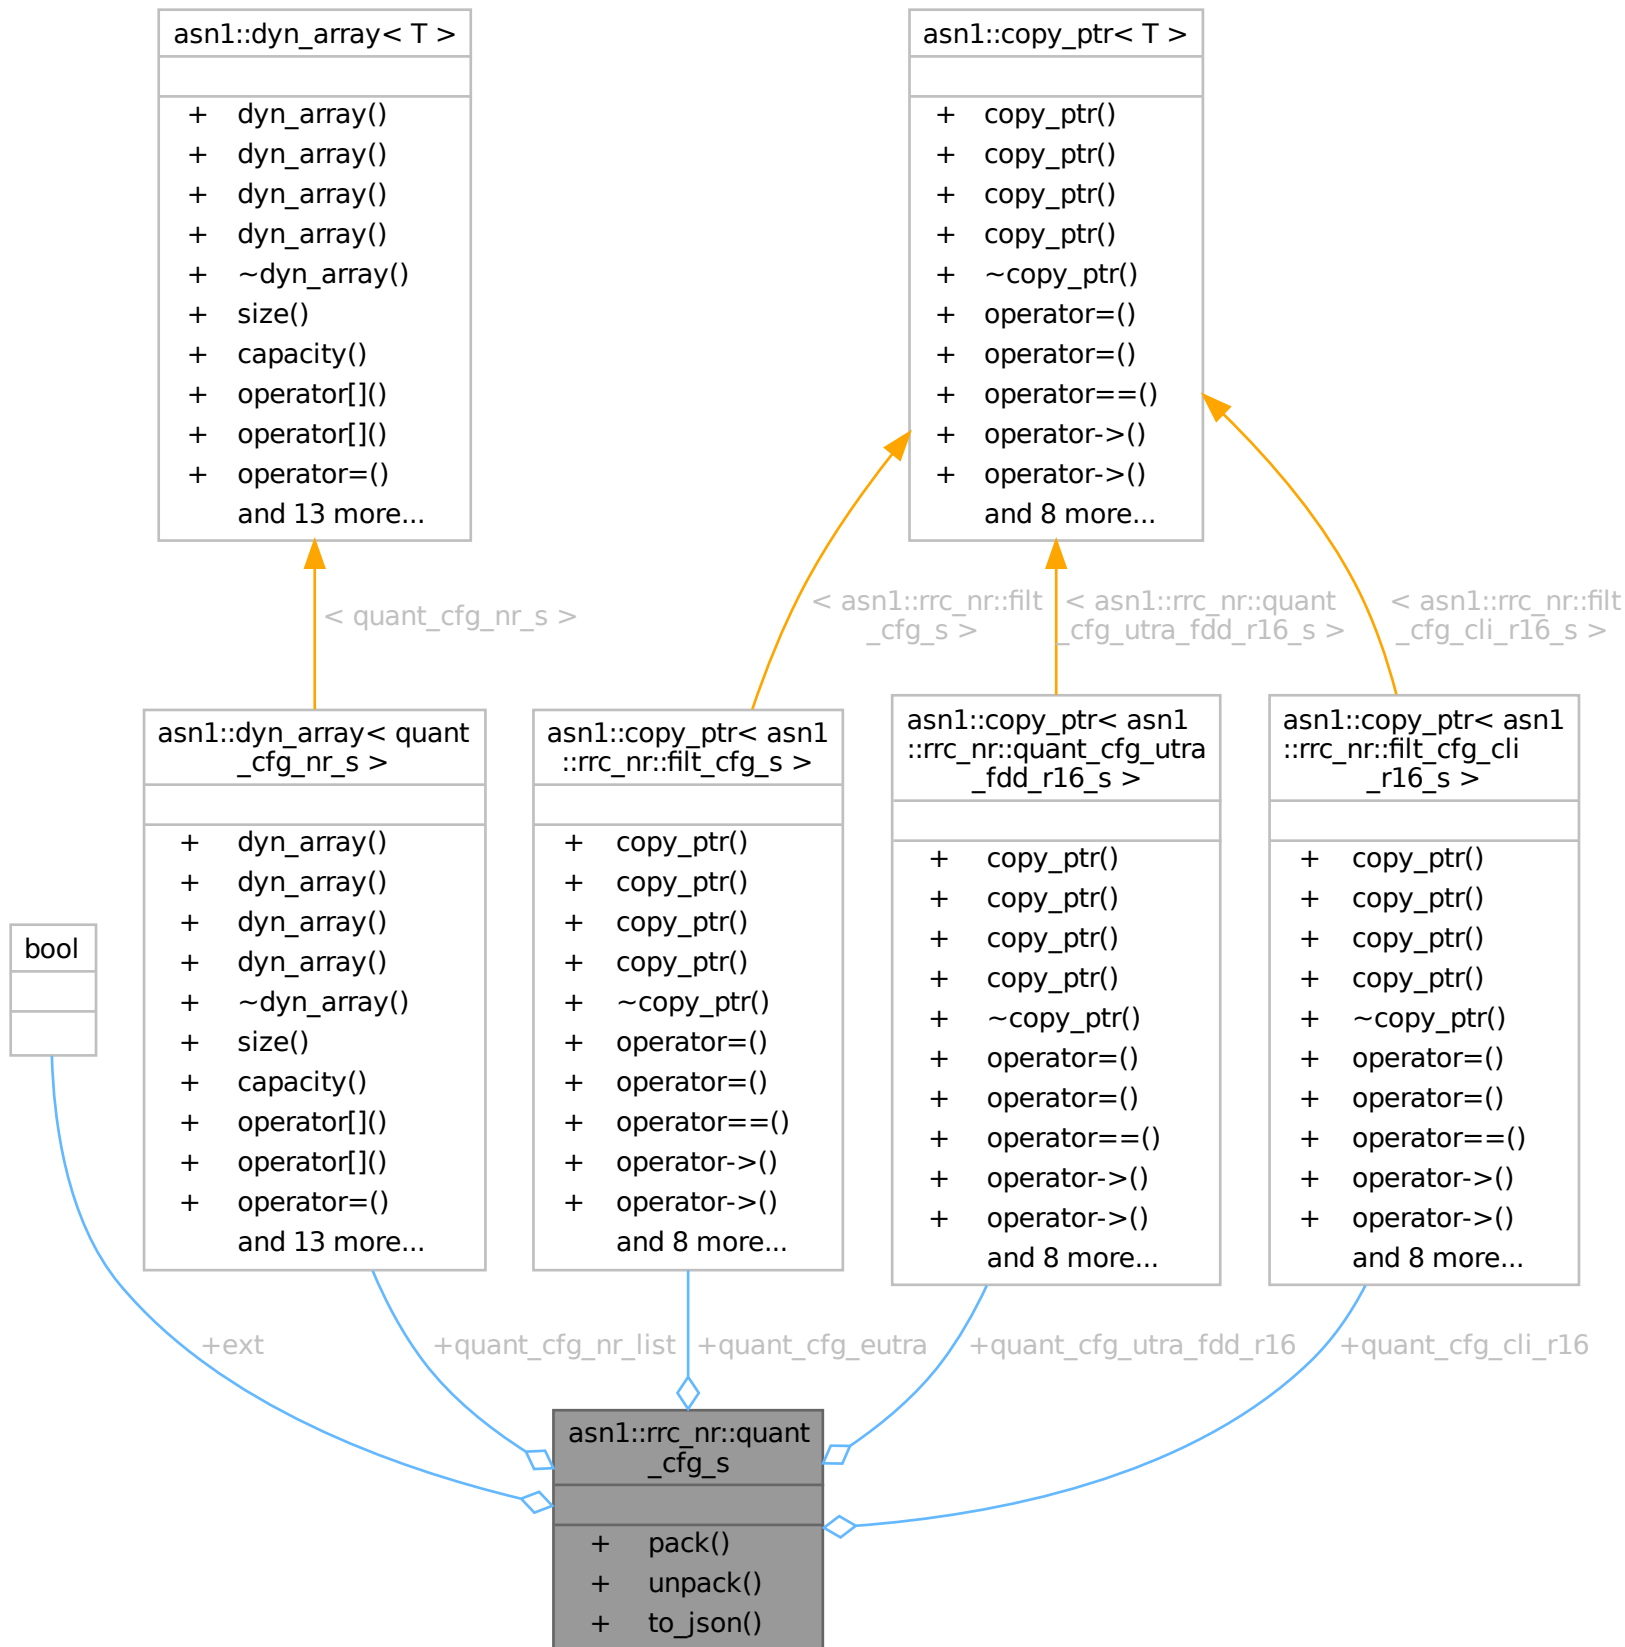 asn1::dyn_array< T >
+ dyn_array()
+ dyn_array()
+ dyn_array()
+ dyn_array()
+ ~dyn_array()
+ size()
+ capacity()
+ operator[]()
+ operator[]()
+ operator=()
and 13 more...
asn1::copy_ptr< T >
+ copy_ptr()
+ copy_ptr()
+ copy_ptr()
+ copy_ptr()
+ ~copy_ptr()
+ operator=()
+ operator=()
+ operator==()
+ operator->()
+ operator->()
and 8 more...
< quant_cfg_nr_s >
< asn1::rrc_nr::filt
_cfg_s >
< asn1::rrc_nr::quant
_cfg_utra_fdd_r16_s >
< asn1::rrc_nr::filt
_cfg_cli_r16_s >
bool
asn1::dyn_array< quant
_cfg_nr_s >
+ dyn_array()
+ dyn_array()
+ dyn_array()
+ dyn_array()
+ ~dyn_array()
+ size()
+ capacity()
+ operator[]()
+ operator[]()
+ operator=()
and 13 more...
asn1::copy_ptr< asn1
::rrc_nr::filt_cfg_s >
+ copy_ptr()
+ copy_ptr()
+ copy_ptr()
+ copy_ptr()
+ ~copy_ptr()
+ operator=()
+ operator=()
+ operator==()
+ operator->()
+ operator->()
and 8 more...
asn1::copy_ptr< asn1
::rrc_nr::quant_cfg_utra
_fdd_r16_s >
+ copy_ptr()
+ copy_ptr()
+ copy_ptr()
+ copy_ptr()
+ ~copy_ptr()
+ operator=()
+ operator=()
+ operator==()
+ operator->()
+ operator->()
and 8 more...
asn1::copy_ptr< asn1
::rrc_nr::filt_cfg_cli
_r16_s >
+ copy_ptr()
+ copy_ptr()
+ copy_ptr()
+ copy_ptr()
+ ~copy_ptr()
+ operator=()
+ operator=()
+ operator==()
+ operator->()
+ operator->()
and 8 more...
+ext
+quant_cfg_nr_list
+quant_cfg_eutra
+quant_cfg_utra_fdd_r16
+quant_cfg_cli_r16
asn1::rrc_nr::quant
_cfg_s
+ pack()
+ unpack()
+ to_json()